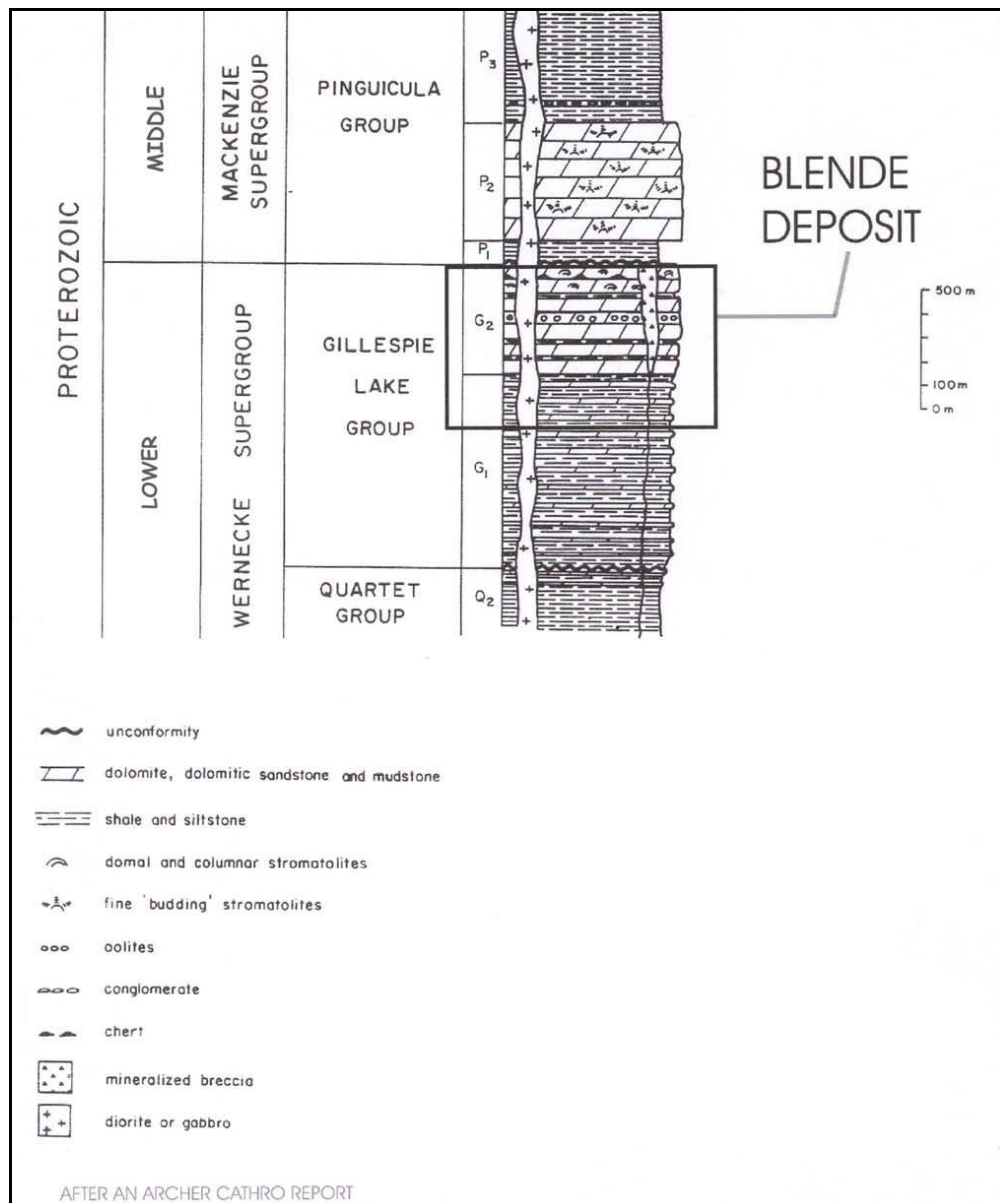 PROTEROZOIC
MIDDLE
LOWER
MACKENZIE
SUPERGROUP
WERNECKE SUPERGROUP
PINGUICULA
GROUP
GILLESPIE
LAKE
GROUP
QUARTET
GROUP
P3
P2
P1
G2
G1
Q2
BLENDE
DEPOSIT
500 m
100 m
0 m
unconformity
dolomite, dolomitic sandstone and mudstone
shale and siltstone
domal and columnar stromatolites
fine 'budding' stromatolites
oolites
conglomerate
chert
mineralized breccia
diorite or gabbro
AFTER AN ARCHER CATHRO REPORT